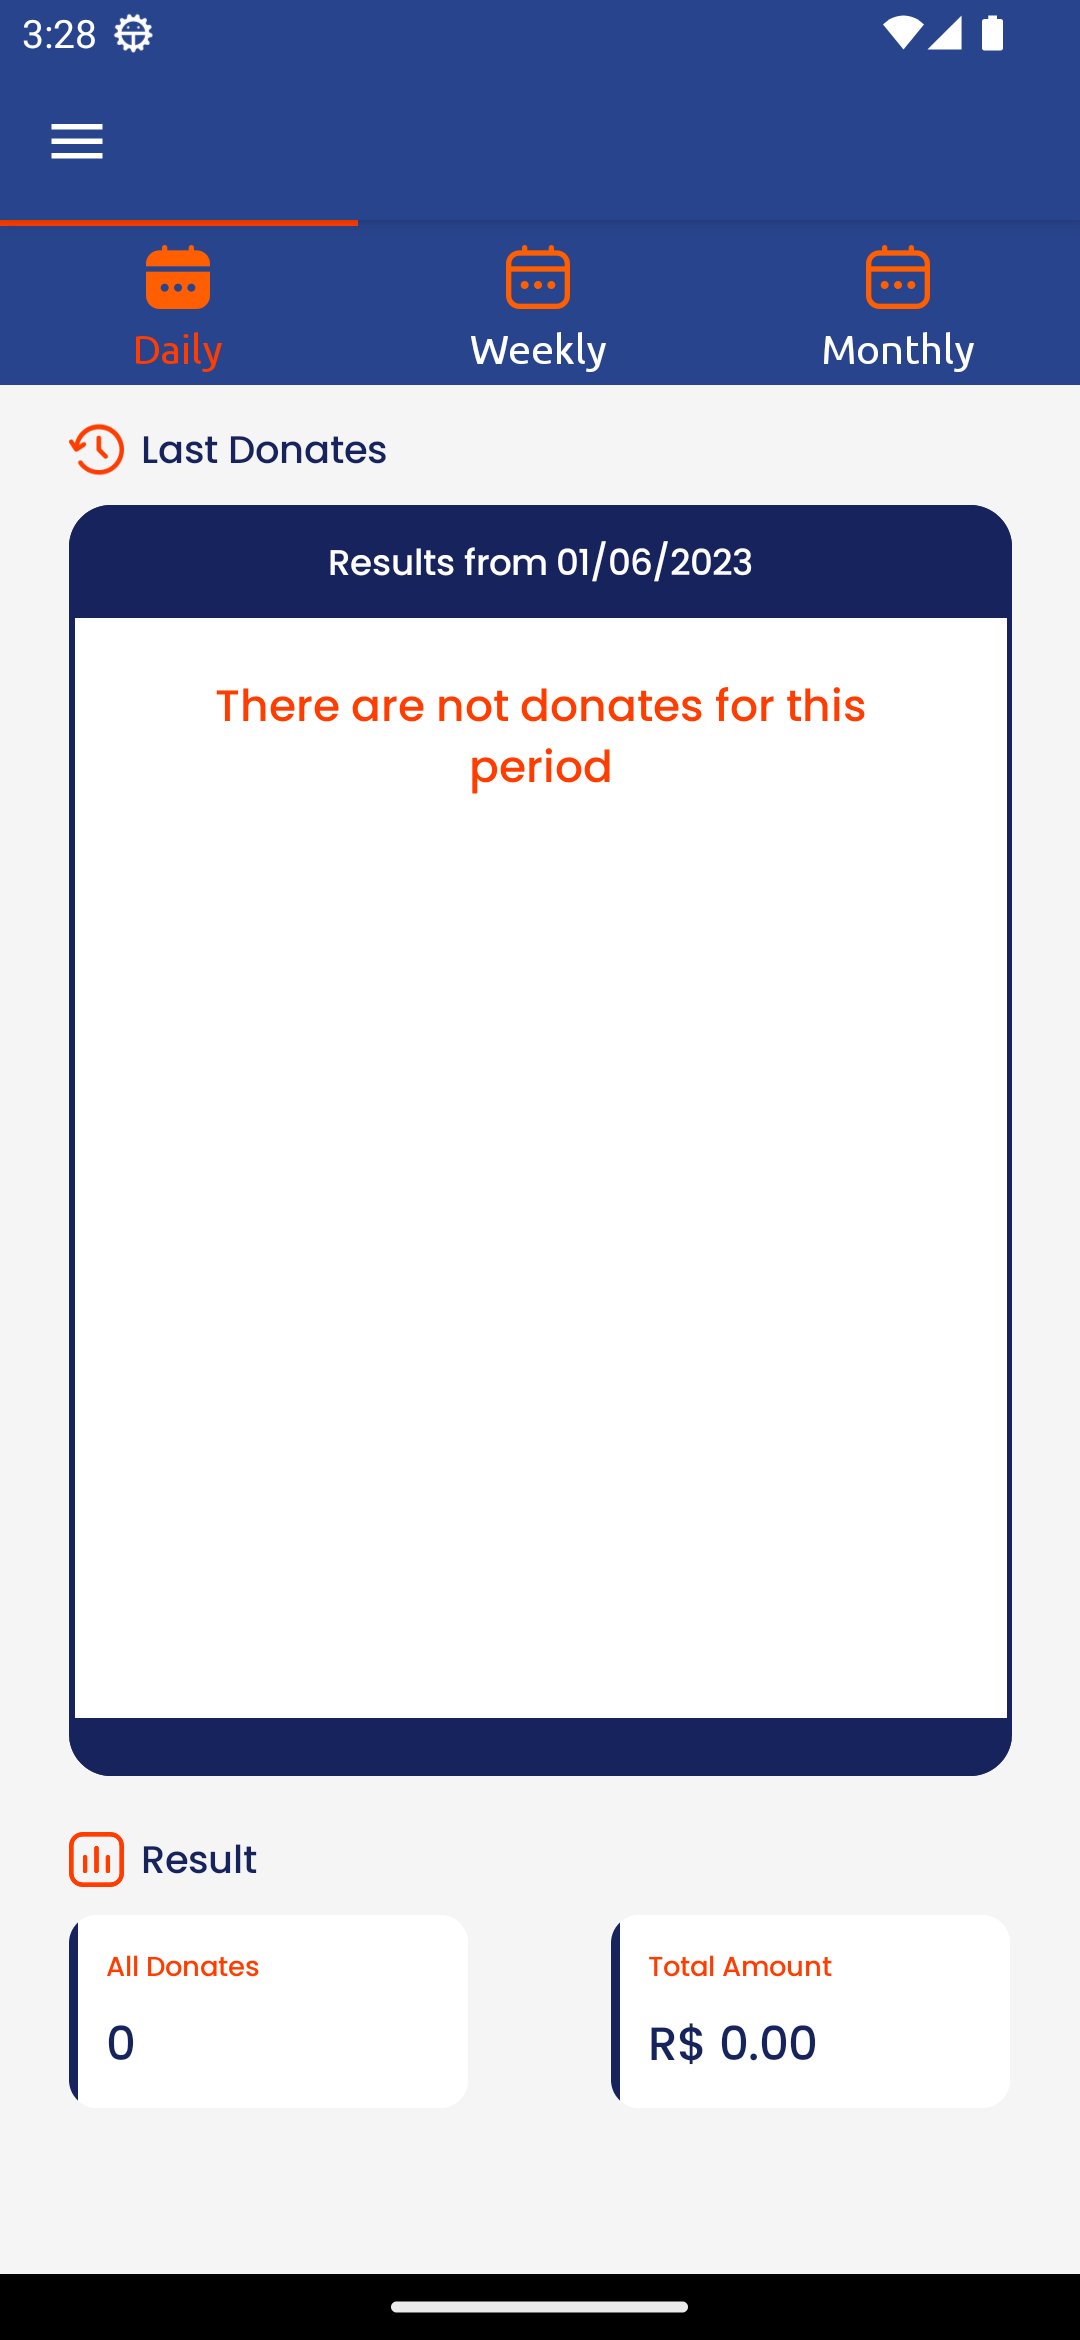 3:28
Daily
Weekly
Monthly
Last Donates
Results from 01/06/2023
There are not donates for this
period
Result
All Donates
0
Total Amount
R$ 0.00